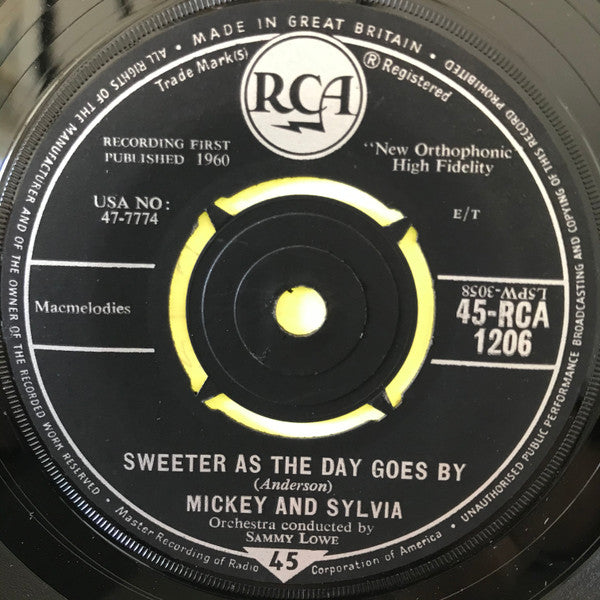 · MADE IN GREAT BRITAIN ·
ALL RIGHTS OF THE MANUFACTURER AND OF THE OWNER OF THE RECORDED WORK RESERVED ·
UNAUTHORISED PUBLIC PERFORMANCE BROADCASTING AND COPYING OF THIS RECORD PROHIBITED
Trade Mark(s)
® Registered
RCA
RECORDING FIRST
PUBLISHED 1960
"New Orthophonic"
High Fidelity
USA NO:
47-7774
E/T
Macmelodies
L5PW-3058
45-RCA
1206
SWEETER AS THE DAY GOES BY
(Anderson)
MICKEY AND SYLVIA
Orchestra conducted by
SAMMY LOWE
Master Recording of Radio Corporation of America ·
45